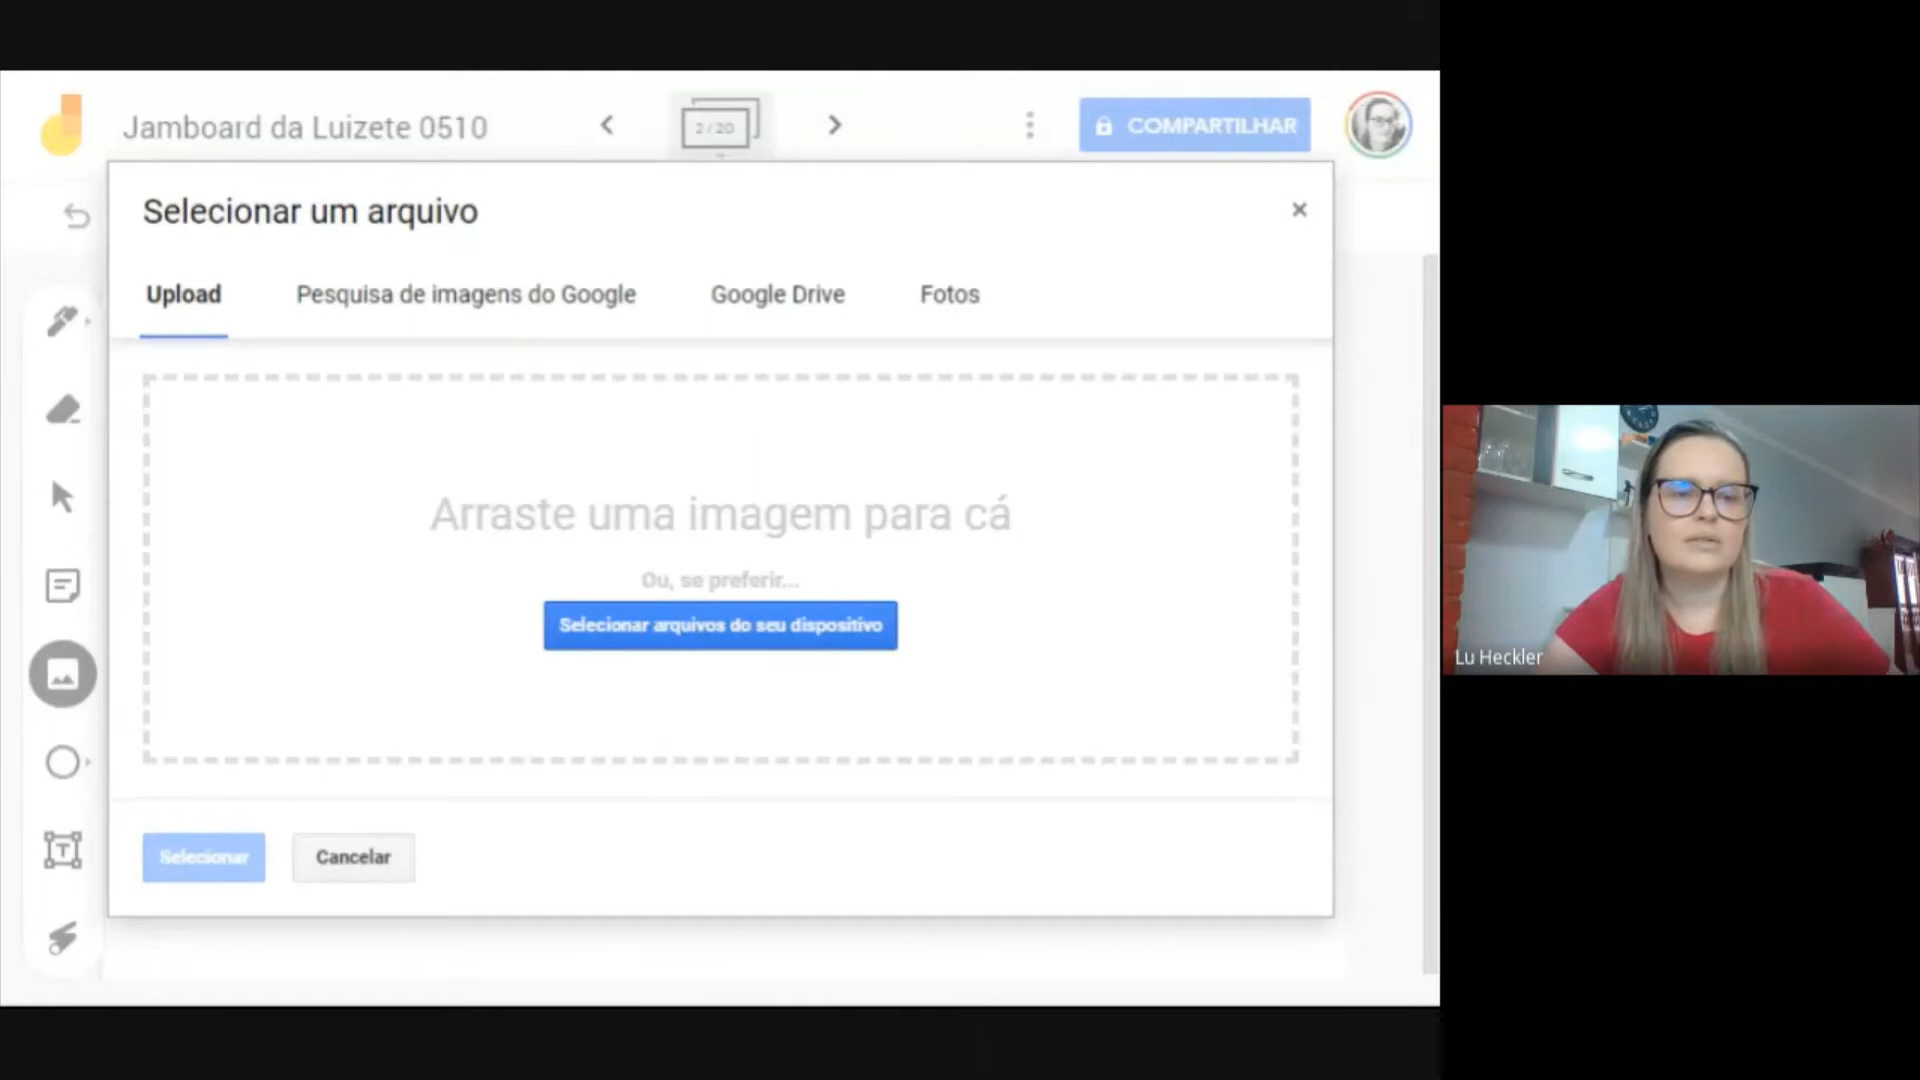 Jamboard da Luizete 0510
2 / 20
COMPARTILHAR
Selecionar um arquivo
Upload
Pesquisa de imagens do Google
Google Drive
Fotos
Arraste uma imagem para cá
Ou, se preferir...
Selecionar arquivos do seu dispositivo
Selecionar
Cancelar
Lu Heckler